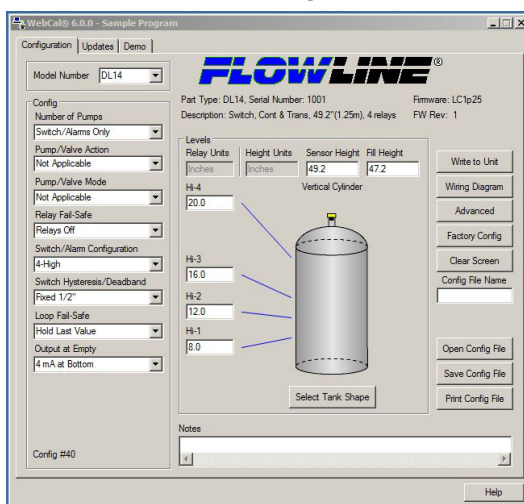 WebCal® 6.0.0 - Sample Program
Configuration Updates Demo
Model Number DL14
FLOWLINE®
Part Type: DL14, Serial Number: 1001 Firmware: LC1p25
Description: Switch, Cont & Trans, 49.2"(1.25m), 4 relays FW Rev: 1
Config
Number of Pumps
Switch/Alarms Only
Pump/Valve Action
Not Applicable
Pump/Valve Mode
Not Applicable
Relay Fail-Safe
Relays Off
Switch/Alarm Configuration
4-High
Switch Hysteresis/Deadband
Fixed 1/2"
Loop Fail-Safe
Hold Last Value
Output at Empty
4 mA at Bottom
Config #40
Levels
Relay Units Height Units Sensor Height Fill Height
Inches Inches 49.2 47.2
Vertical Cylinder
Hi-4
20.0
Hi-3
16.0
Hi-2
12.0
Hi-1
8.0
Select Tank Shape
Write to Unit
Wiring Diagram
Advanced
Factory Config
Clear Screen
Config File Name
Open Config File
Save Config File
Print Config File
Notes
Help